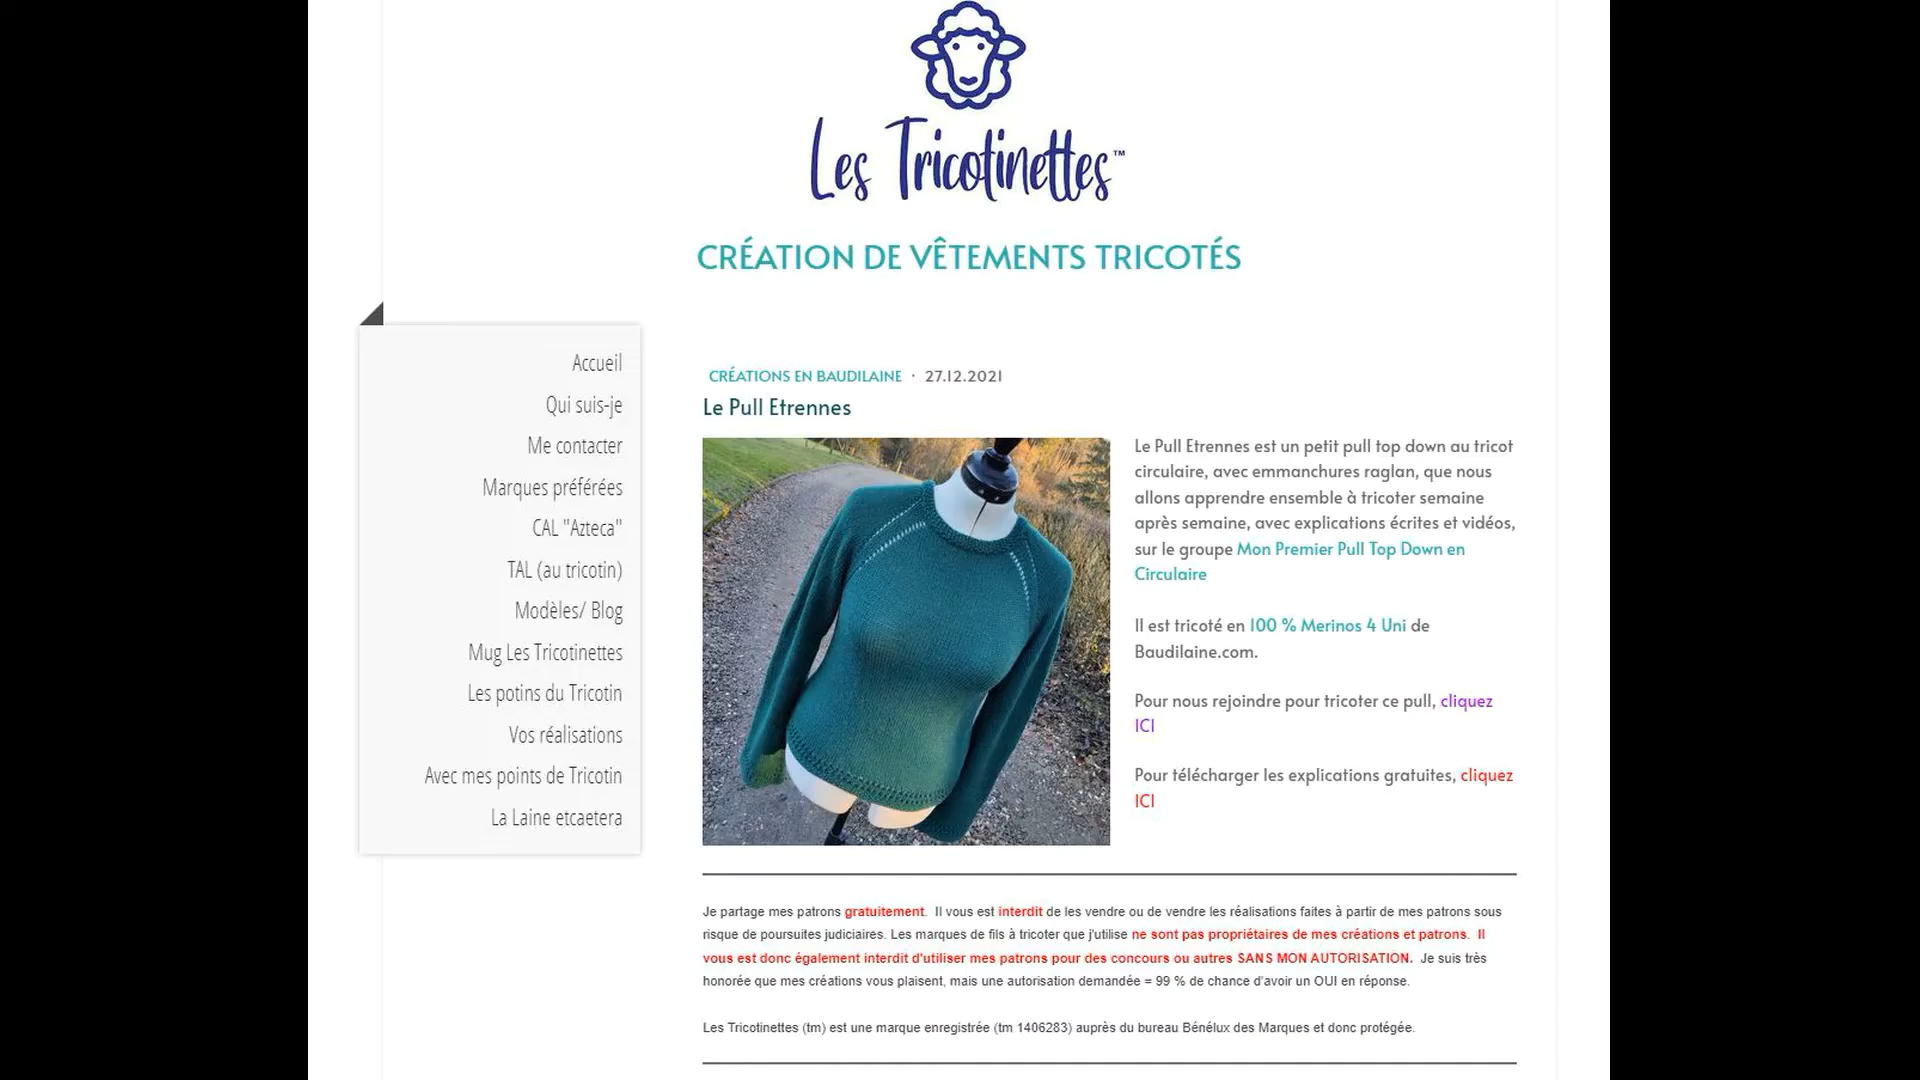 Les Tricotinettes™
CRÉATION DE VÊTEMENTS TRICOTÉS
Accueil
Qui suis-je
Me contacter
Marques préférées
CAL "Azteca"
TAL (au tricotin)
Modèles/ Blog
Mug Les Tricotinettes
Les potins du Tricotin
Vos réalisations
Avec mes points de Tricotin
La Laine etcaetera
CRÉATIONS EN BAUDILAINE · 27.12.2021
Le Pull Etrennes
Le Pull Etrennes est un petit pull top down au tricot
circulaire, avec emmanchures raglan, que nous
allons apprendre ensemble à tricoter semaine
après semaine, avec explications écrites et vidéos,
sur le groupe Mon Premier Pull Top Down en
Circulaire
Il est tricoté en 100 % Merinos 4 Uni de
Baudilaine.com.
Pour nous rejoindre pour tricoter ce pull, cliquez
ICI
Pour télécharger les explications gratuites, cliquez
ICI
Je partage mes patrons gratuitement. Il vous est interdit de les vendre ou de vendre les réalisations faites à partir de mes patrons sous
risque de poursuites judiciaires. Les marques de fils à tricoter que j'utilise ne sont pas propriétaires de mes créations et patrons. Il
vous est donc également interdit d'utiliser mes patrons pour des concours ou autres SANS MON AUTORISATION. Je suis très
honorée que mes créations vous plaisent, mais une autorisation demandée = 99 % de chance d'avoir un OUI en réponse.
Les Tricotinettes (tm) est une marque enregistrée (tm 1406283) auprès du bureau Bénélux des Marques et donc protégée.